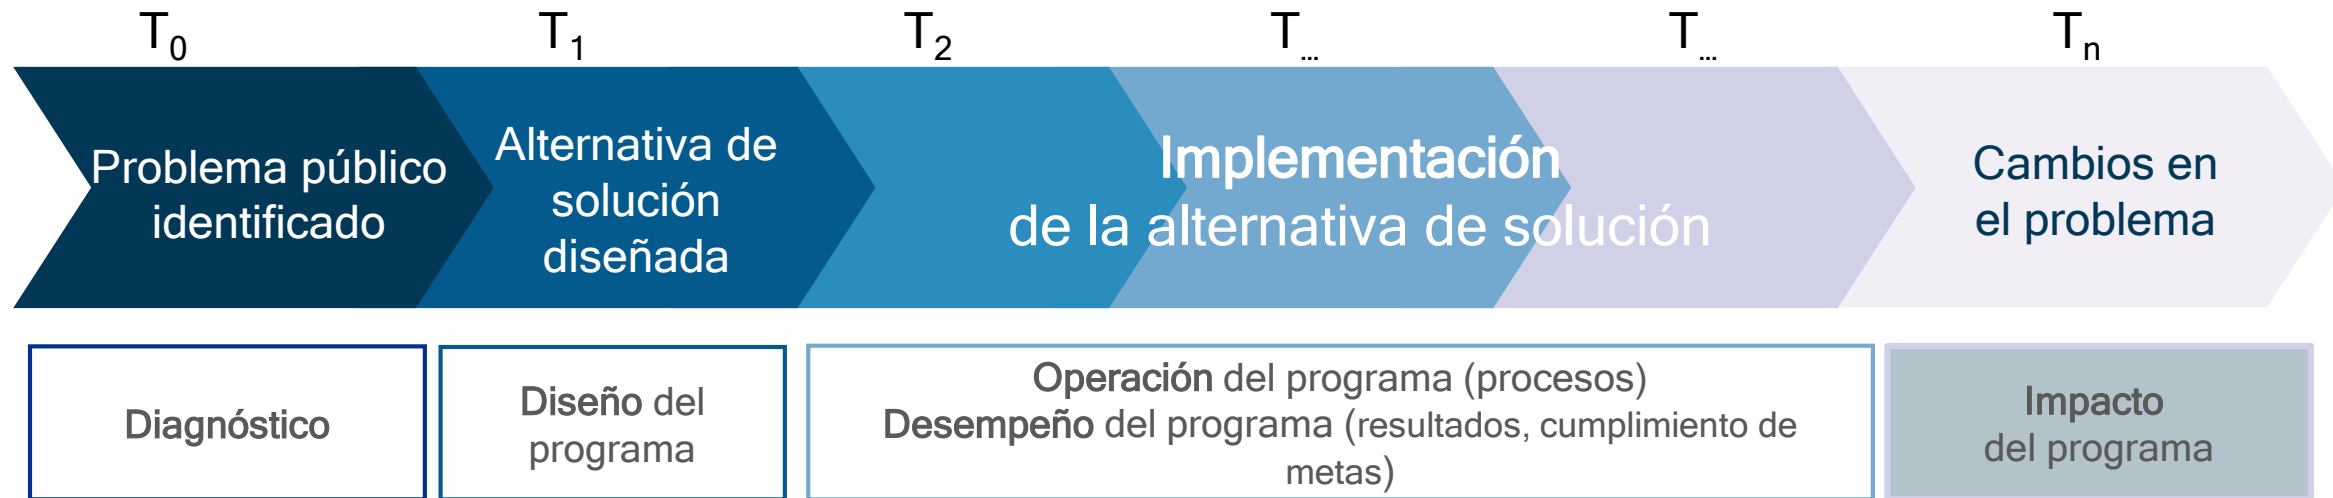 T0 T1 T2 T... T... Tn
Problema público
identificado
Alternativa de
solución
diseñada
Implementación
de la alternativa de solución
Cambios en
el problema
Diagnóstico
Diseño del
programa
Operación del programa (procesos)
Desempeño del programa (resultados, cumplimiento de
metas)
Impacto
del programa